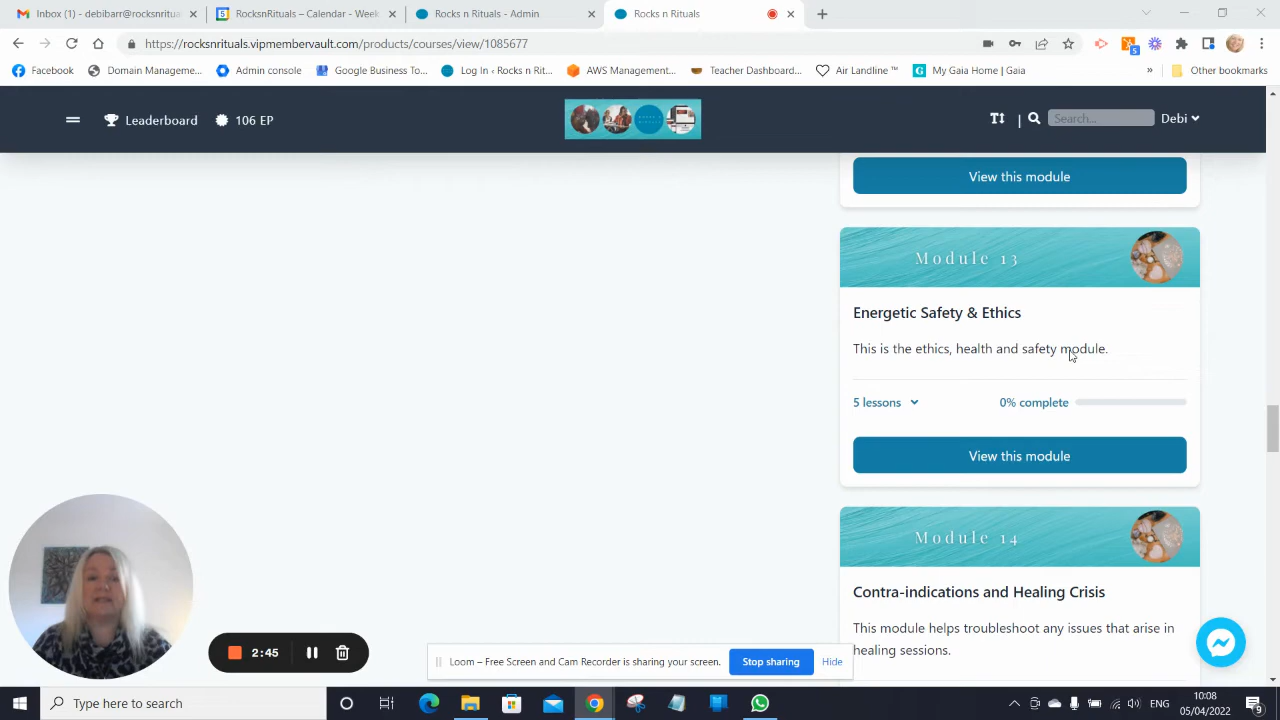 Inbox (1) - debibarr@rocksnritua
RocksnRituals – Calendar - Week
Rocks n Rituals - Admin
Rocks n Rituals
https://rocksnrituals.vipmembervault.com/products/courses/view/1085677
5
Facebook
Domain Manageme...
Admin console
Google Business To...
Log In ‹ Rocks n Rit...
AWS Management...
Teacher Dashboard...
Air Landline ™
My Gaia Home | Gaia
»
Other bookmarks
Leaderboard
106 EP
T
|
Search...
Debi
View this module
Module 13
Energetic Safety & Ethics
This is the ethics, health and safety module.
5 lessons
0% complete
View this module
Module 14
Contra-indications and Healing Crisis
This module helps troubleshoot any issues that arise in
healing sessions.
2:45
Loom – Free Screen and Cam Recorder is sharing your screen.
Stop sharing
Hide
Type here to search
ENG
10:08
05/04/2022
9